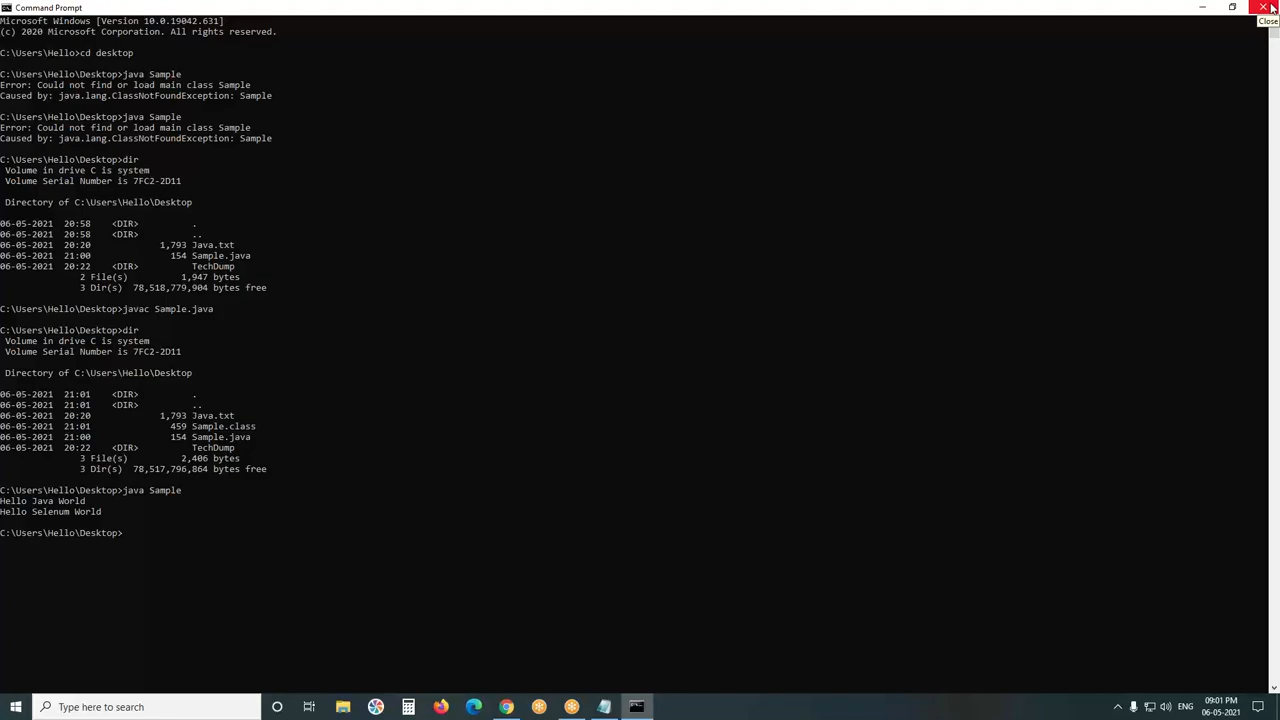 Command Prompt
Close
Microsoft Windows [Version 10.0.19042.631]
(c) 2020 Microsoft Corporation. All rights reserved.
C:\Users\Hello>cd desktop
C:\Users\Hello\Desktop>java Sample
Error: Could not find or load main class Sample
Caused by: java.lang.ClassNotFoundException: Sample
C:\Users\Hello\Desktop>java Sample
Error: Could not find or load main class Sample
Caused by: java.lang.ClassNotFoundException: Sample
C:\Users\Hello\Desktop>dir
Volume in drive C is system
Volume Serial Number is 7FC2-2D11
Directory of C:\Users\Hello\Desktop
06-05-2021 20:58 <DIR> .
06-05-2021 20:58 <DIR> ..
06-05-2021 20:20 1,793 Java.txt
06-05-2021 21:00 154 Sample.java
06-05-2021 20:22 <DIR> TechDump
2 File(s) 1,947 bytes
3 Dir(s) 78,518,779,904 bytes free
C:\Users\Hello\Desktop>javac Sample.java
C:\Users\Hello\Desktop>dir
Volume in drive C is system
Volume Serial Number is 7FC2-2D11
Directory of C:\Users\Hello\Desktop
06-05-2021 21:01 <DIR> .
06-05-2021 21:01 <DIR> ..
06-05-2021 20:20 1,793 Java.txt
06-05-2021 21:01 459 Sample.class
06-05-2021 21:00 154 Sample.java
06-05-2021 20:22 <DIR> TechDump
3 File(s) 2,406 bytes
3 Dir(s) 78,517,796,864 bytes free
C:\Users\Hello\Desktop>java Sample
Hello Java World
Hello Selenum World
C:\Users\Hello\Desktop>
Type here to search
ENG
09:01 PM
06-05-2021